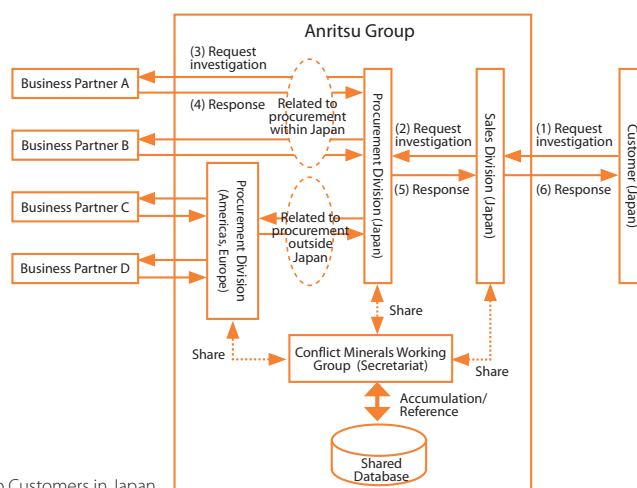 Anritsu Group
(3) Request
investigation
Business Partner A
(4) Response
Related to
procurement
within Japan
Business Partner B
Procurement Division (Japan)
(2) Request
investigation
(5) Response
Sales Division (Japan)
(1) Request
investigation
(6) Response
Customer (Japan)
Business Partner C
Procurement Division
(Americas, Europe)
Related to
procurement
outside
Japan
Business Partner D
Share
Share
Share
Conflict Minerals Working
Group (Secretariat)
Accumulation/
Reference
Shared
Database
Customers in Japan